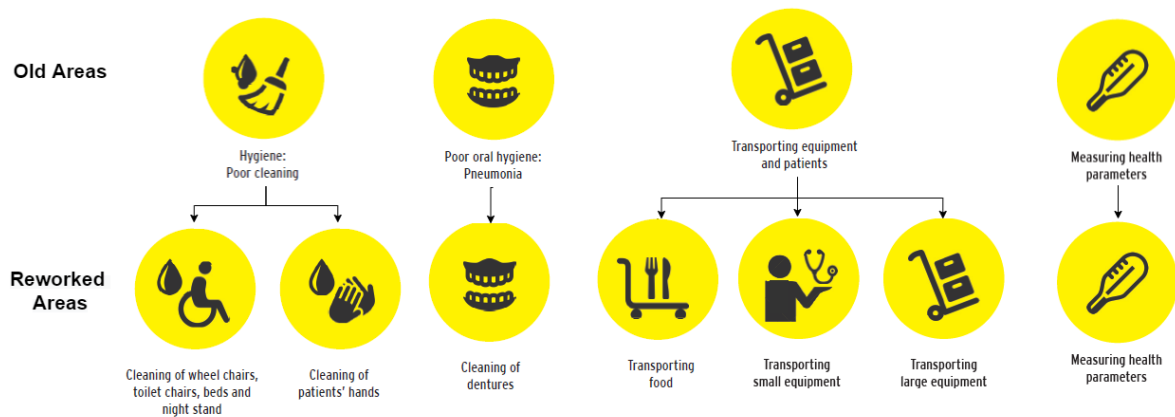 Old Areas
Hygiene:
Poor cleaning
Poor oral hygiene:
Pneumonia
Transporting equipment
and patients
Measuring health
parameters
Reworked
Areas
Cleaning of wheel chairs,
toilet chairs, beds and
night stand
Cleaning of
patients' hands
Cleaning of
dentures
Transporting
food
Transporting
small equipment
Transporting
large equipment
Measuring health
parameters